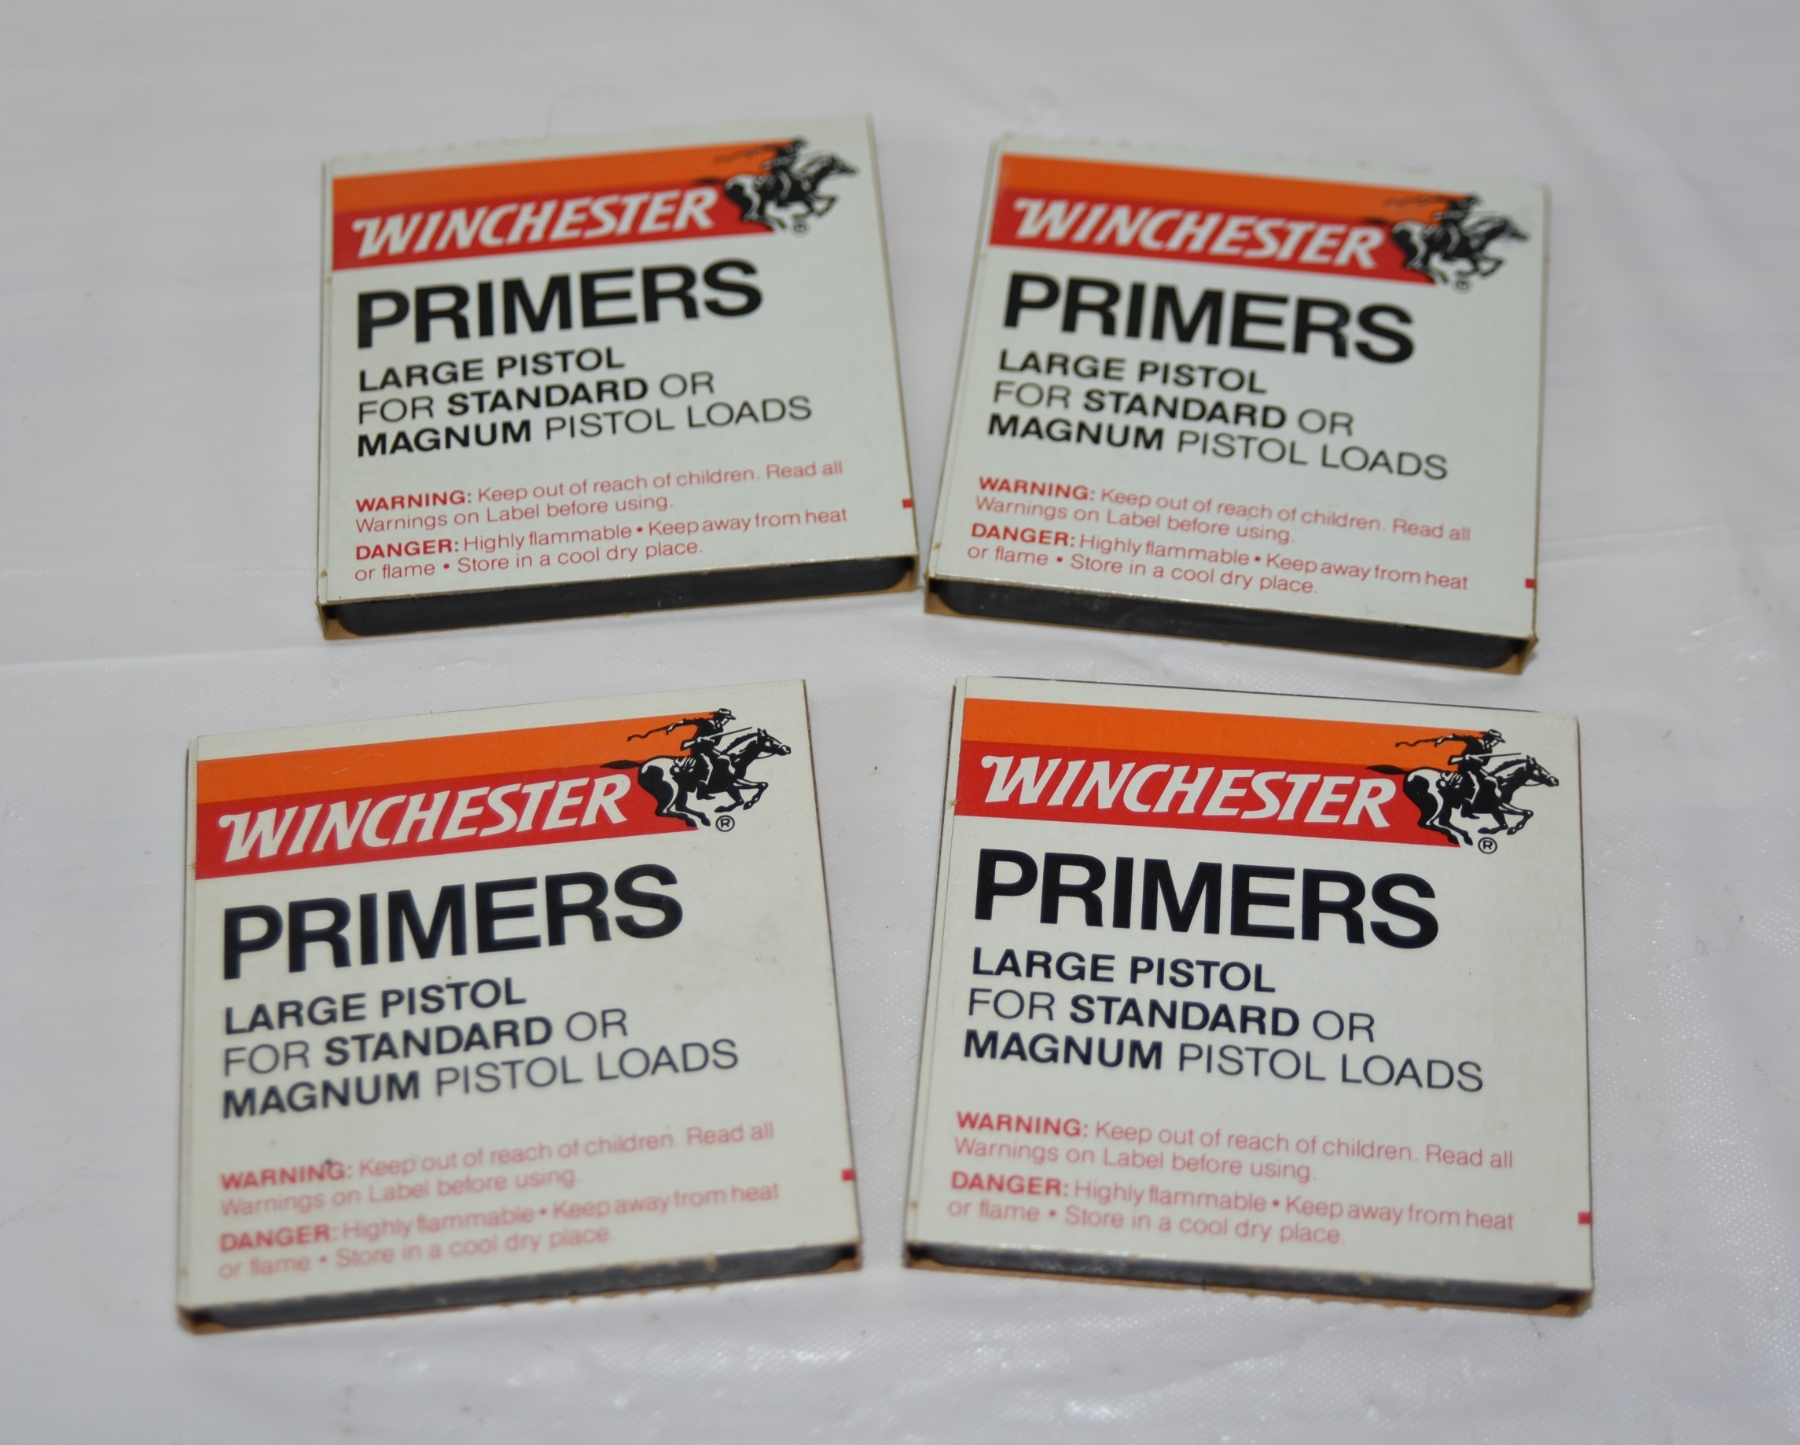 WINCHESTER
®
PRIMERS
LARGE PISTOL
FOR STANDARD OR
MAGNUM PISTOL LOADS
WARNING: Keep out of reach of children. Read all
Warnings on Label before using.
DANGER: Highly flammable • Keep away from heat
or flame • Store in a cool dry place.
WINCHESTER
®
PRIMERS
LARGE PISTOL
FOR STANDARD OR
MAGNUM PISTOL LOADS
WARNING: Keep out of reach of children. Read all
Warnings on Label before using.
DANGER: Highly flammable • Keep away from heat
or flame • Store in a cool dry place.
WINCHESTER
®
PRIMERS
LARGE PISTOL
FOR STANDARD OR
MAGNUM PISTOL LOADS
WARNING: Keep out of reach of children. Read all
Warnings on Label before using.
DANGER: Highly flammable • Keep away from heat
or flame • Store in a cool dry place.
WINCHESTER
®
PRIMERS
LARGE PISTOL
FOR STANDARD OR
MAGNUM PISTOL LOADS
WARNING: Keep out of reach of children. Read all
Warnings on Label before using.
DANGER: Highly flammable • Keep away from heat
or flame • Store in a cool dry place.